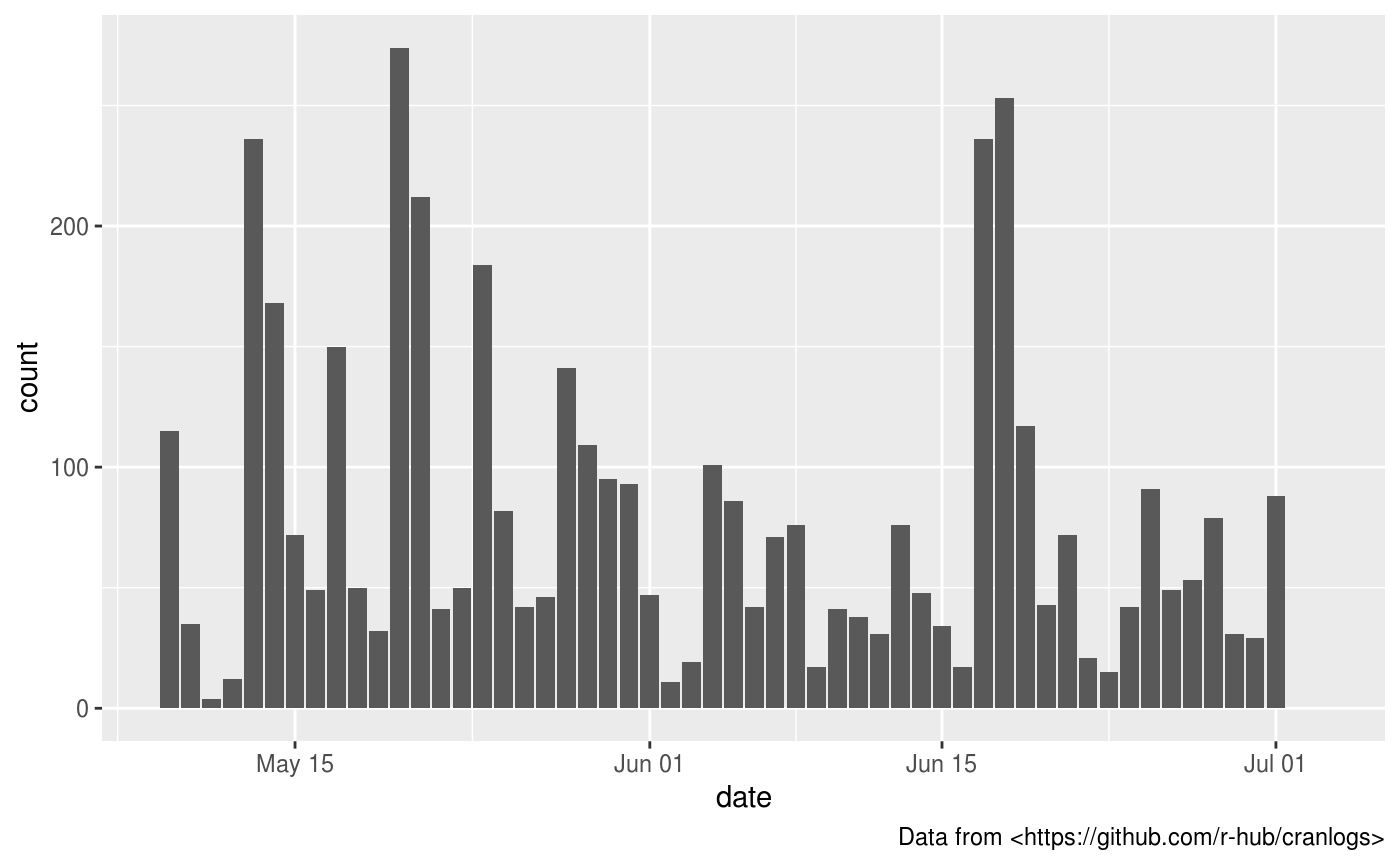 200
100
0
count
May 15
Jun 01
Jun 15
Jul 01
date
Data from <https://github.com/r-hub/cranlogs>